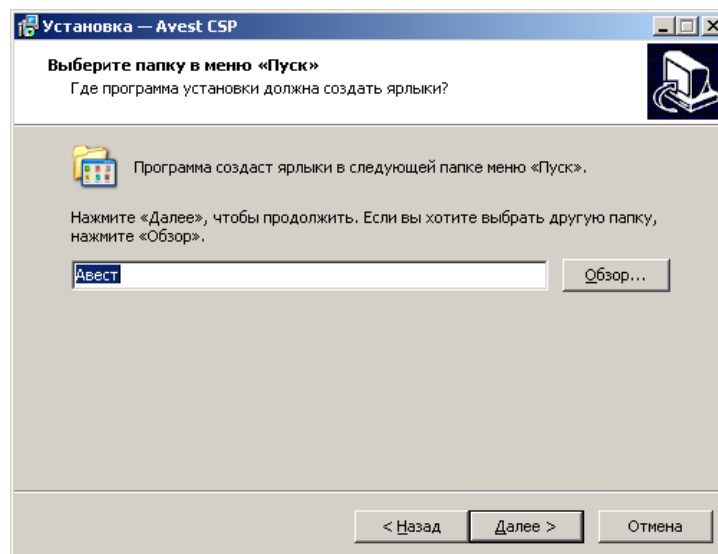 Установка — Avest CSP
Выберите папку в меню «Пуск»
Где программа установки должна создать ярлыки?
Программа создаст ярлыки в следующей папке меню «Пуск».
Нажмите «Далее», чтобы продолжить. Если вы хотите выбрать другую папку,
нажмите «Обзор».
Авест
Обзор...
< Назад
Далее >
Отмена